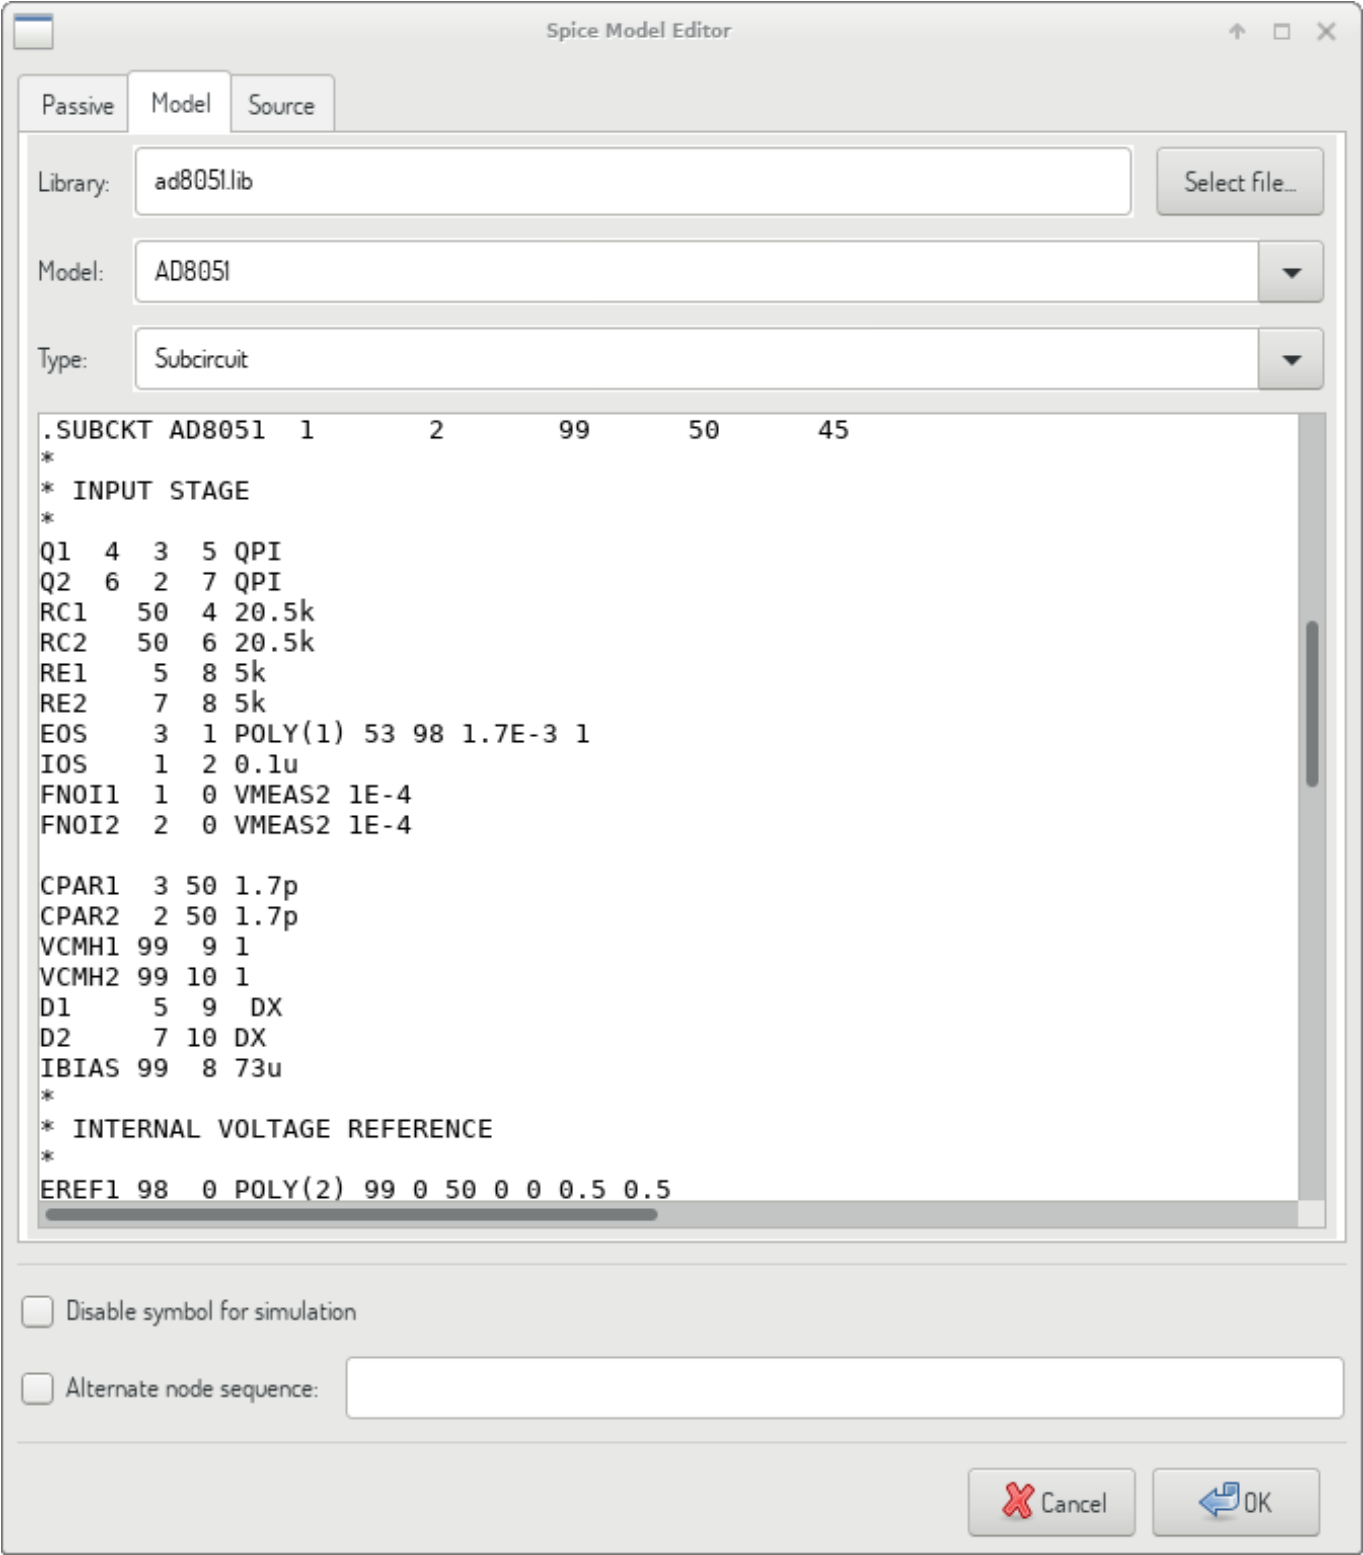 Spice Model Editor
Passive Model Source
Library: ad8051.lib Select file...
Model: AD8051
Type: Subcircuit
.SUBCKT AD8051  1       2       99      50      45
*
* INPUT STAGE
*
Q1  4  3  5 QPI
Q2  6  2  7 QPI
RC1   50  4 20.5k
RC2   50  6 20.5k
RE1    5  8 5k
RE2    7  8 5k
EOS    3  1 POLY(1) 53 98 1.7E-3 1
IOS    1  2 0.1u
FNOI1  1  0 VMEAS2 1E-4
FNOI2  2  0 VMEAS2 1E-4
CPAR1  3 50 1.7p
CPAR2  2 50 1.7p
VCMH1 99  9 1
VCMH2 99 10 1
D1     5  9  DX
D2     7 10 DX
IBIAS 99  8 73u
*
* INTERNAL VOLTAGE REFERENCE
*
EREF1 98  0 POLY(2) 99 0 50 0 0 0.5 0.5
Disable symbol for simulation
Alternate node sequence:
Cancel OK